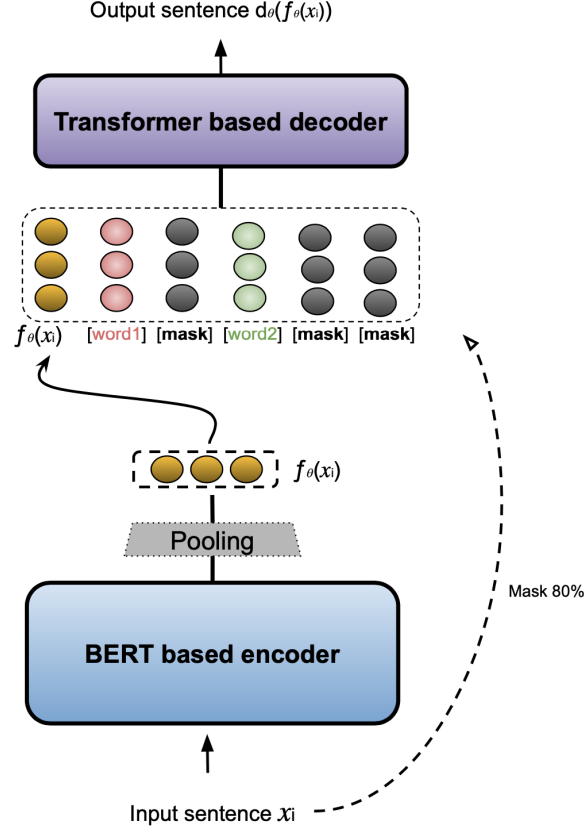 Output sentence dθ(fθ(xi))
Transformer based decoder
fθ(xi) [word1] [mask] [word2] [mask] [mask]
fθ(xi)
Pooling
Mask 80%
BERT based encoder
Input sentence xi